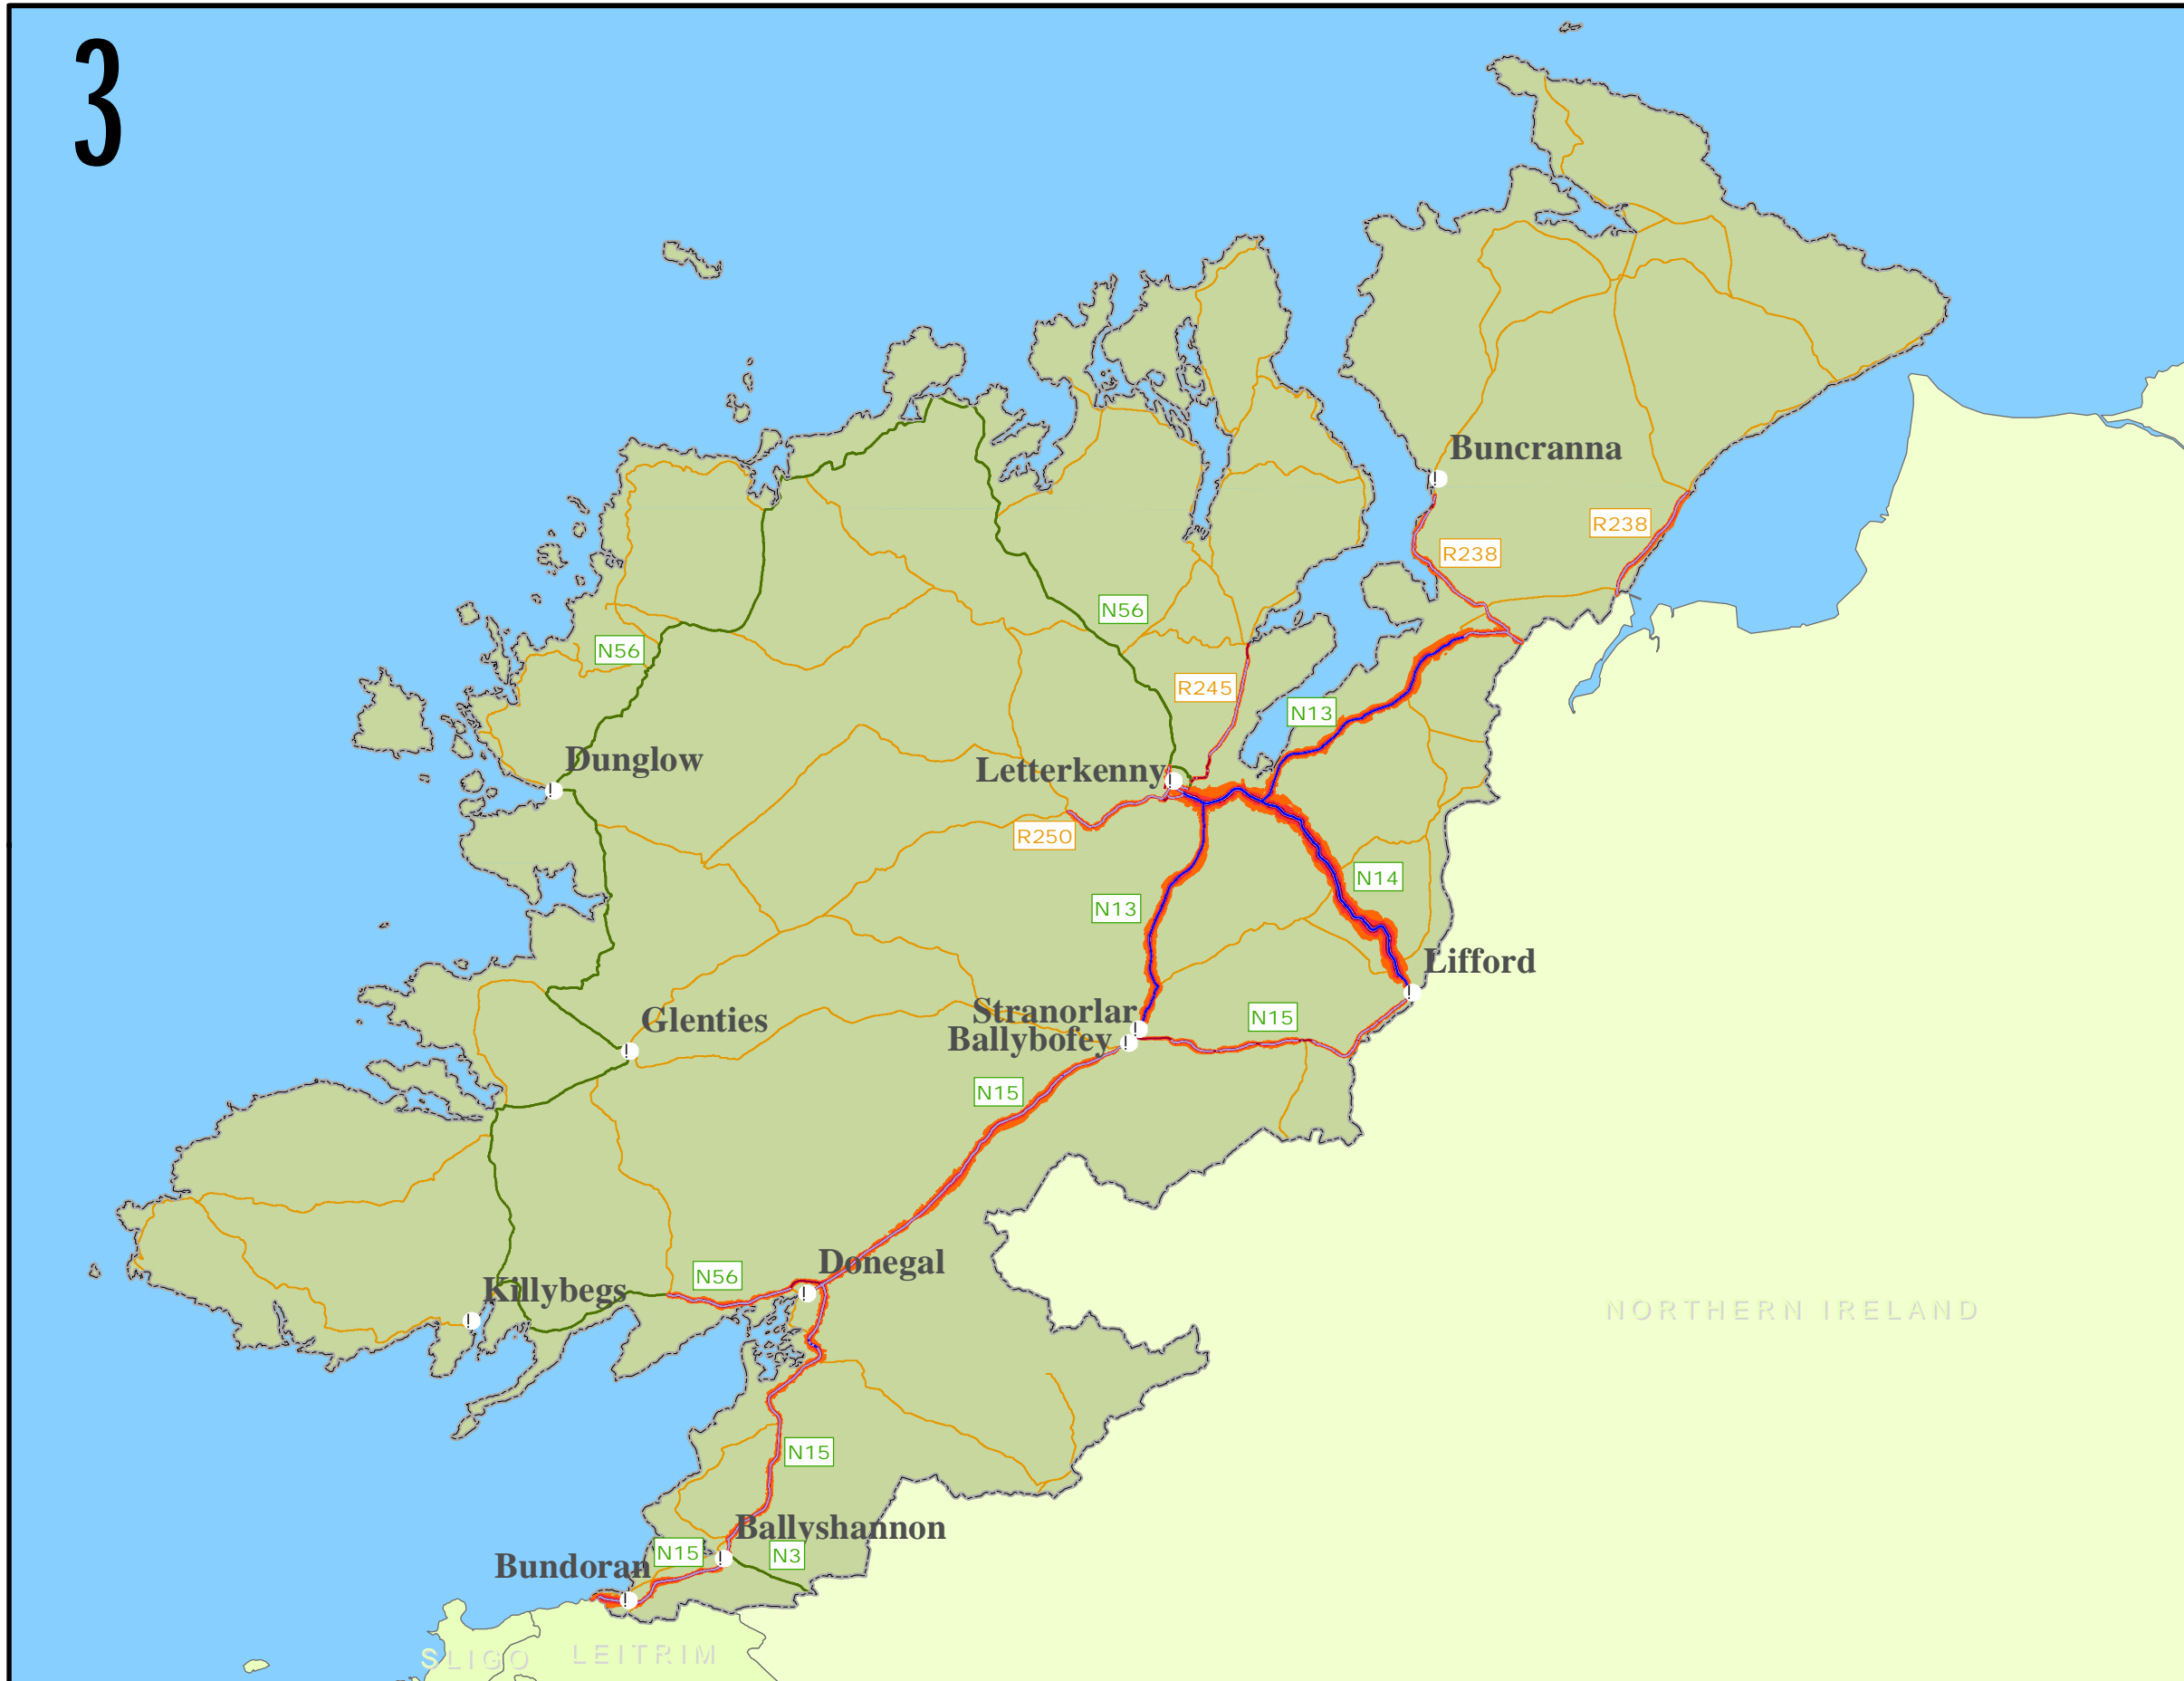 3
Buncranna
R238
R238
N56
N56
R245
N13
Dunglow
Letterkenny
R250
N14
N13
Lifford
Stranorlar
Glenties
N15
Ballybofey
N15
Donegal
N56
Killybegs
NORTHERN IRELAND
N15
Ballyshannon
N15
N3
Bundoran
SLIGO
LEITRIM